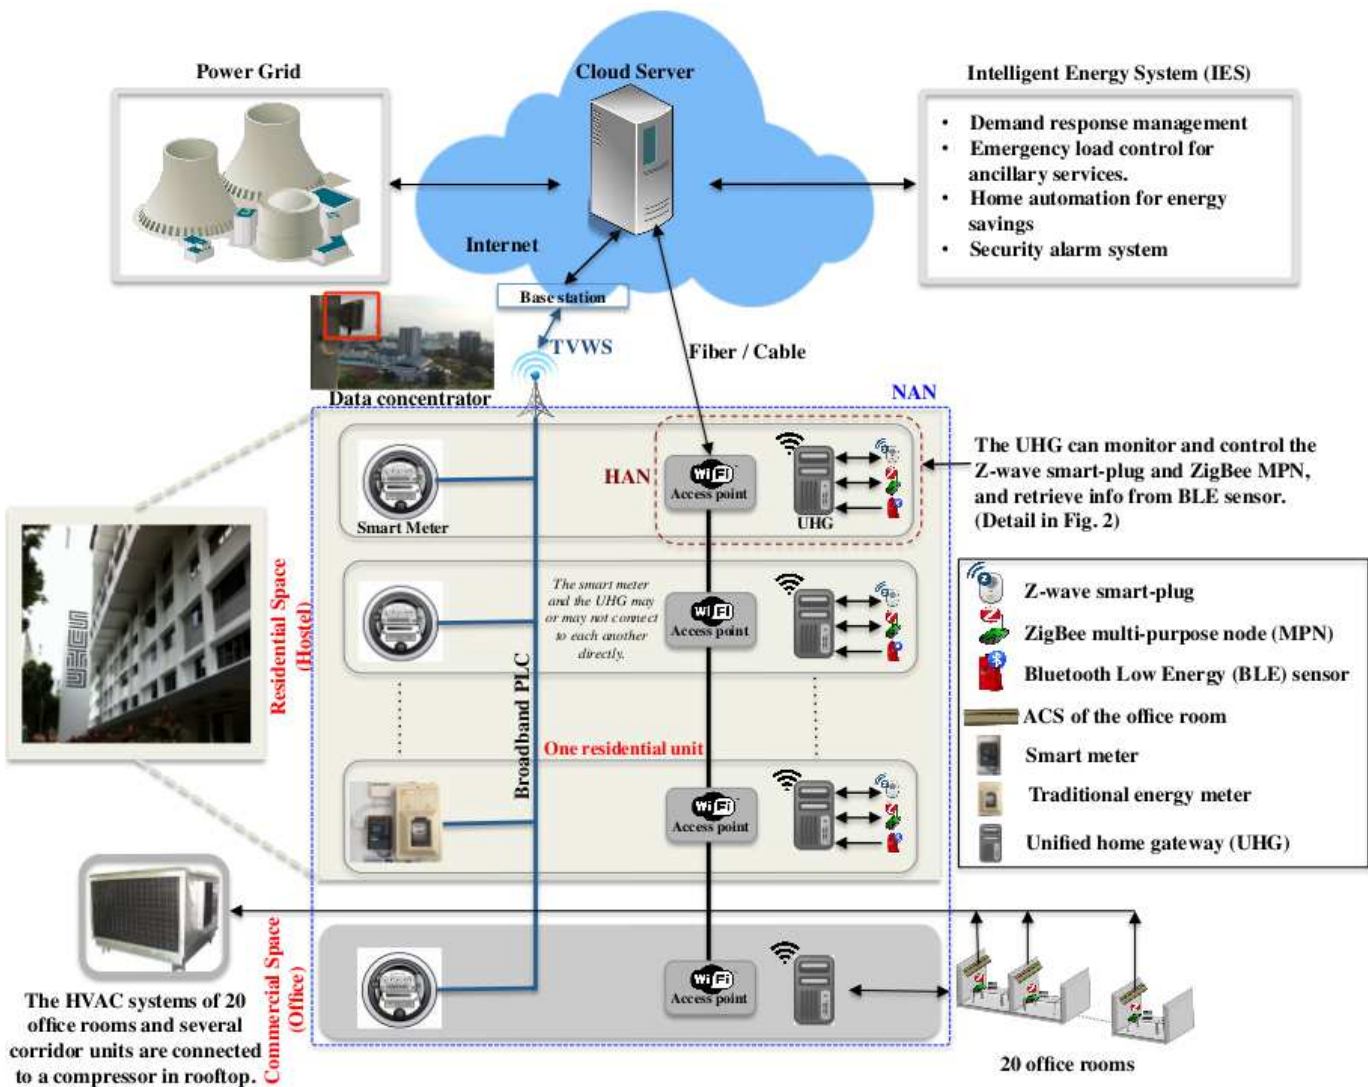 Power Grid
Cloud Server
Intelligent Energy System (IES)
• Demand response management
• Emergency load control for
ancillary services.
• Home automation for energy
savings
• Security alarm system
Internet
Base station
TVWS
Fiber / Cable
Data concentrator
NAN
HAN
WiFi
Access point
Smart Meter
UHG
The UHG can monitor and control the
Z-wave smart-plug and ZigBee MPN,
and retrieve info from BLE sensor.
(Detail in Fig. 2)
The smart meter
and the UHG may
or may not connect
to each another
directly.
WiFi
Access point
Residential Space
(Hostel)
Broadband PLC
One residential unit
WiFi
Access point
Z-wave smart-plug
ZigBee multi-purpose node (MPN)
Bluetooth Low Energy (BLE) sensor
ACS of the office room
Smart meter
Traditional energy meter
Unified home gateway (UHG)
Commercial Space
(Office)
WiFi
Access point
The HVAC systems of 20
office rooms and several
corridor units are connected
to a compressor in rooftop.
20 office rooms